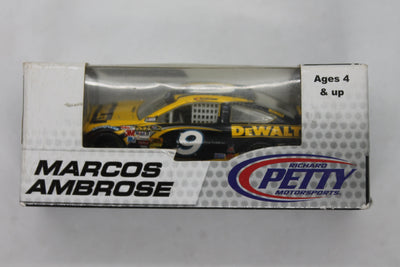 Ages 4
& up
9
DEWALT
MARCOS
AMBROSE
RICHARD
PETTY
MOTORSPORTS